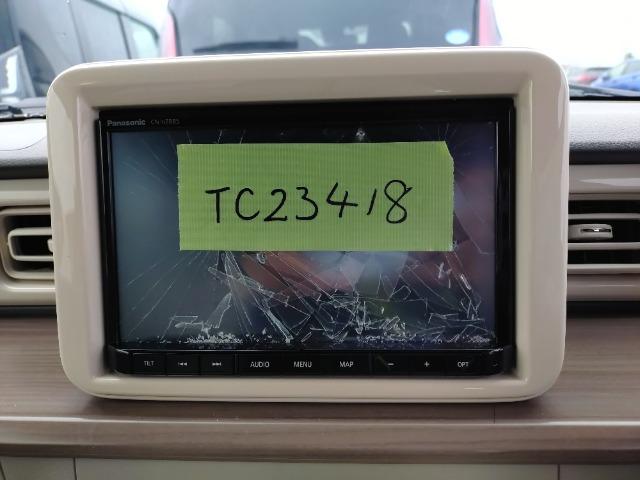 Panasonic
TC23418
TILT AUDIO MENU MAP − + OPT